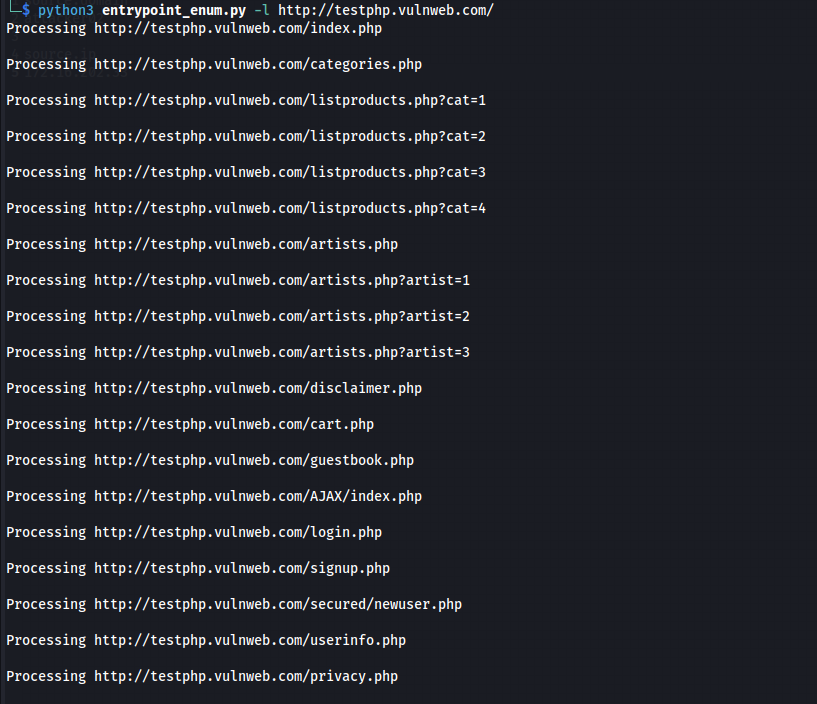 └─$ python3 entrypoint_enum.py -l http://testphp.vulnweb.com/
Processing http://testphp.vulnweb.com/index.php
Processing http://testphp.vulnweb.com/categories.php
Processing http://testphp.vulnweb.com/listproducts.php?cat=1
Processing http://testphp.vulnweb.com/listproducts.php?cat=2
Processing http://testphp.vulnweb.com/listproducts.php?cat=3
Processing http://testphp.vulnweb.com/listproducts.php?cat=4
Processing http://testphp.vulnweb.com/artists.php
Processing http://testphp.vulnweb.com/artists.php?artist=1
Processing http://testphp.vulnweb.com/artists.php?artist=2
Processing http://testphp.vulnweb.com/artists.php?artist=3
Processing http://testphp.vulnweb.com/disclaimer.php
Processing http://testphp.vulnweb.com/cart.php
Processing http://testphp.vulnweb.com/guestbook.php
Processing http://testphp.vulnweb.com/AJAX/index.php
Processing http://testphp.vulnweb.com/login.php
Processing http://testphp.vulnweb.com/signup.php
Processing http://testphp.vulnweb.com/secured/newuser.php
Processing http://testphp.vulnweb.com/userinfo.php
Processing http://testphp.vulnweb.com/privacy.php